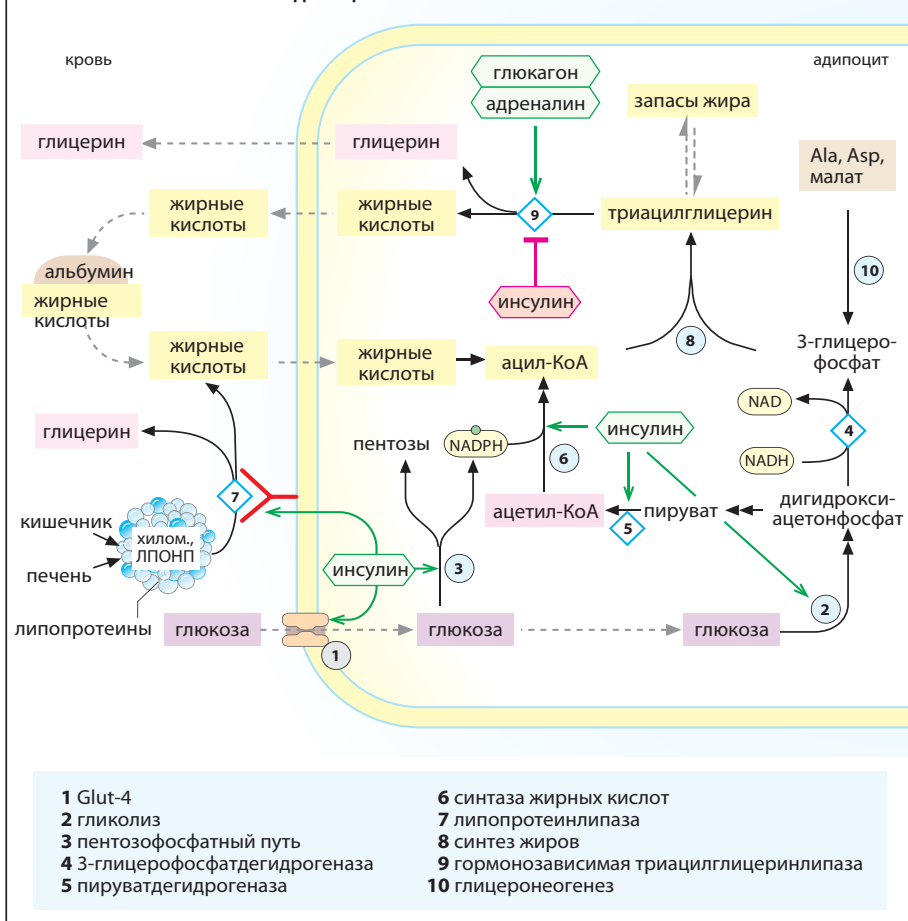 кровь
адипоцит
глюкагон
адреналин
запасы жира
глицерин
глицерин
Ala, Asp,
малат
жирные
кислоты
жирные
кислоты
9
триацилглицерин
альбумин
жирные
кислоты
инсулин
10
8
жирные
кислоты
жирные
кислоты
ацил-КоА
3-глицеро-
фосфат
NAD
глицерин
пентозы
NADPH
инсулин
4
6
NADH
7
ацетил-КоА
5
пируват
дигидрокси-
ацетонфосфат
кишечник
хилом.,
ЛПОНП
печень
инсулин
3
2
липопротеины
глюкоза
глюкоза
глюкоза
1
1 Glut-4
2 гликолиз
3 пентозофосфатный путь
4 3-глицерофосфатдегидрогеназа
5 пируватдегидрогеназа
6 синтаза жирных кислот
7 липопротеинлипаза
8 синтез жиров
9 гормонозависимая триацилглицеринлипаза
10 глицеронеогенез